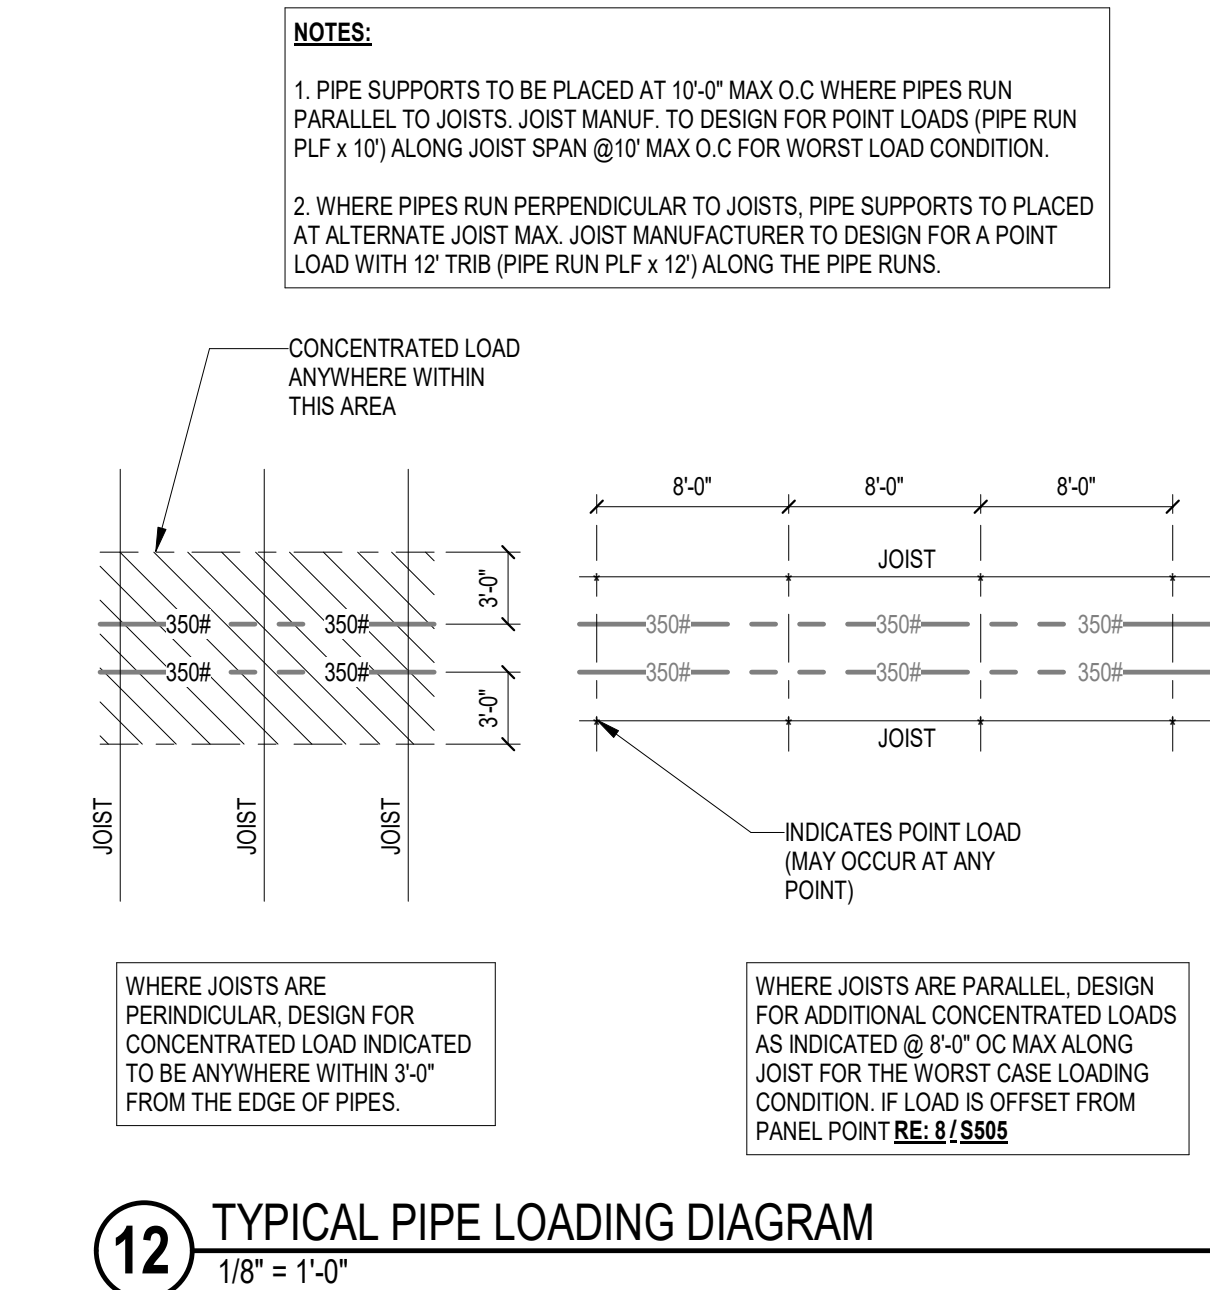 NOTES:
1. PIPE SUPPORTS TO BE PLACED AT 10'-0" MAX O.C WHERE PIPES RUN
PARALLEL TO JOISTS. JOIST MANUF. TO DESIGN FOR POINT LOADS (PIPE RUN
PLF x 10') ALONG JOIST SPAN @10' MAX O.C FOR WORST LOAD CONDITION.
2. WHERE PIPES RUN PERPENDICULAR TO JOISTS, PIPE SUPPORTS TO PLACED
AT ALTERNATE JOIST MAX. JOIST MANUFACTURER TO DESIGN FOR A POINT
LOAD WITH 12' TRIB (PIPE RUN PLF x 12') ALONG THE PIPE RUNS.
CONCENTRATED LOAD
ANYWHERE WITHIN
THIS AREA
350# 350#
350# 350#
3'-0"
3'-0"
JOIST JOIST JOIST
8'-0" 8'-0" 8'-0"
JOIST
350# 350# 350#
350# 350# 350#
JOIST
INDICATES POINT LOAD
(MAY OCCUR AT ANY
POINT)
WHERE JOISTS ARE
PERINDICULAR, DESIGN FOR
CONCENTRATED LOAD INDICATED
TO BE ANYWHERE WITHIN 3'-0"
FROM THE EDGE OF PIPES.
WHERE JOISTS ARE PARALLEL, DESIGN
FOR ADDITIONAL CONCENTRATED LOADS
AS INDICATED @ 8'-0" OC MAX ALONG
JOIST FOR THE WORST CASE LOADING
CONDITION. IF LOAD IS OFFSET FROM
PANEL POINT RE: 8 / S505
12 TYPICAL PIPE LOADING DIAGRAM
1/8" = 1'-0"